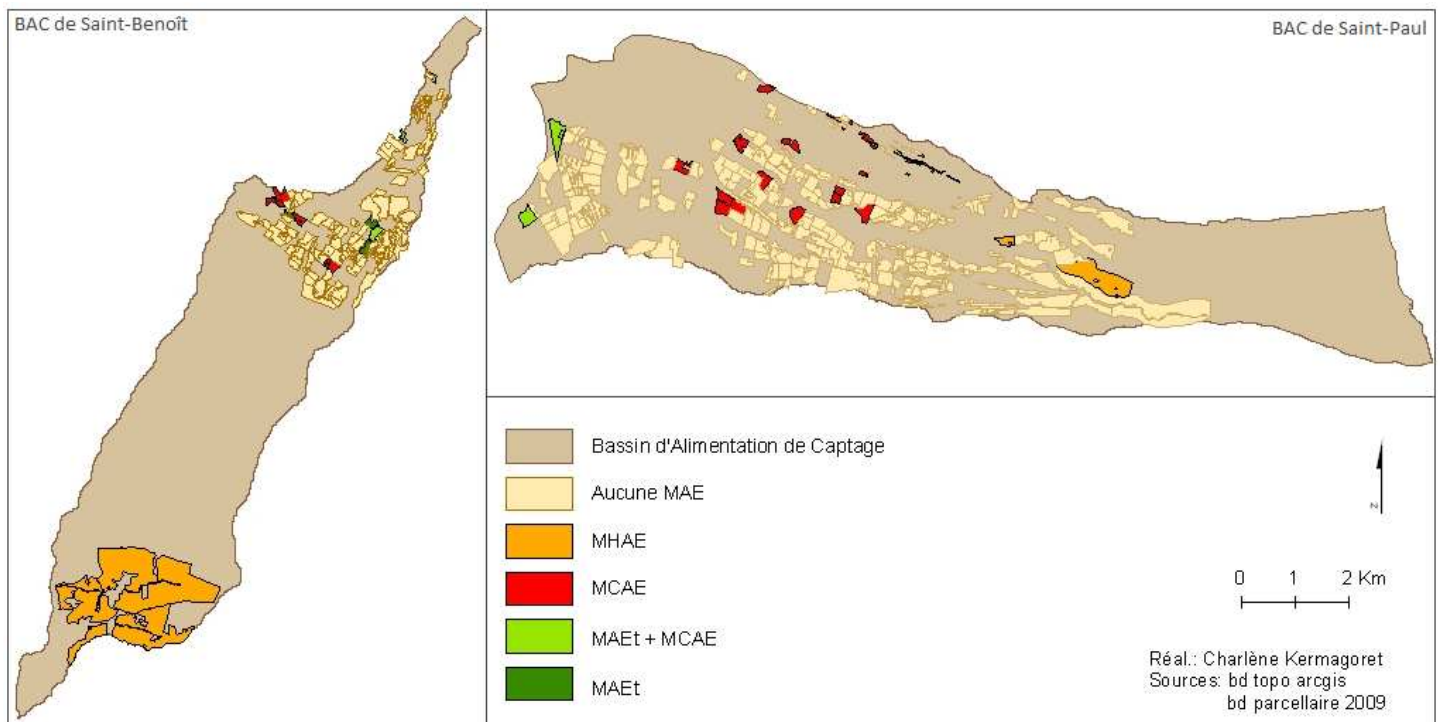 BAC de Saint-Benoît
BAC de Saint-Paul
Bassin d'Alimentation de Captage
Aucune MAE
MHAE
MCAE
MAEt + MCAE
MAEt
N
0 1 2 Km
Réal.: Charlène Kermagoret
Sources: bd topo arcgis
bd parcellaire 2009